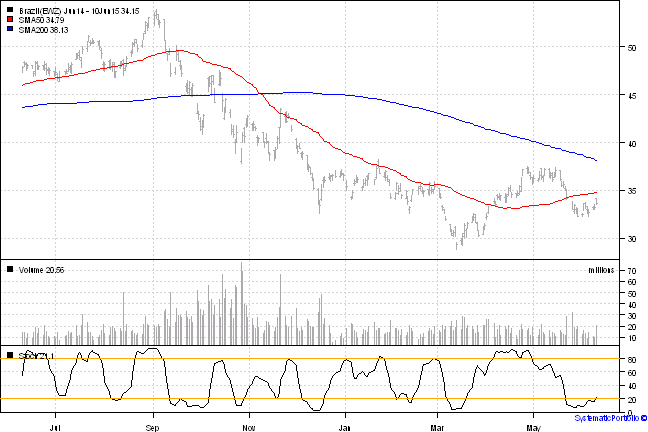 Brazil(EWZ) Jun14 - 10Jun15 34.15
SMA50 34.79
SMA200 38.13
50
45
40
35
30
Volume 20.56
millions
70
60
50
40
30
20
10
80
60
40
20
0
Jul
Sep
Nov
Jan
Mar
May
SystematicPortfolio ©